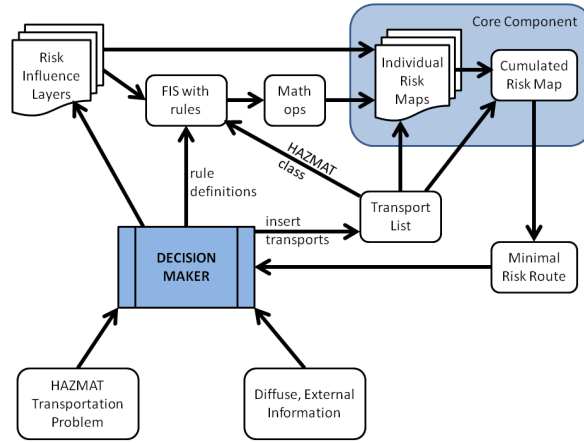 Core Component
Risk
Influence
Layers
FIS with
rules
Math
ops
Individual
Risk
Maps
Cumulated
Risk Map
HAZMAT
class
rule
definitions
insert
transports
Transport
List
DECISION
MAKER
Minimal
Risk Route
HAZMAT
Transportation
Problem
Diffuse, External
Information